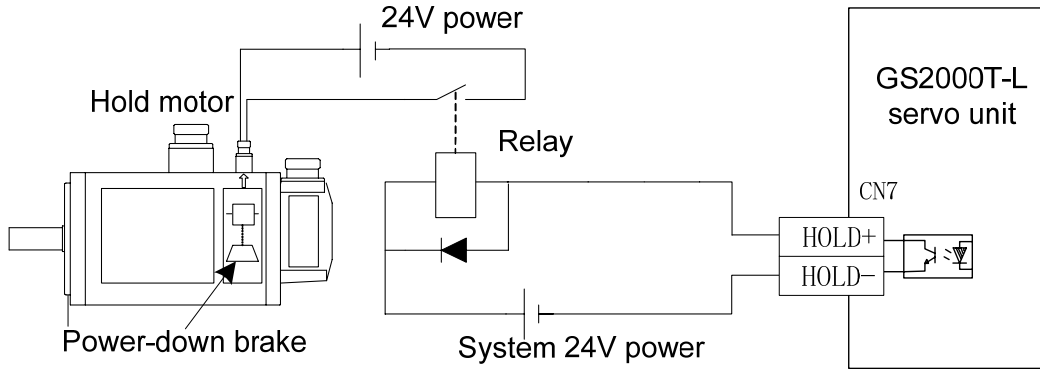 24V power
Hold motor
Relay
GS2000T-L
servo unit
CN7
HOLD+
HOLD-
Power-down brake
System 24V power